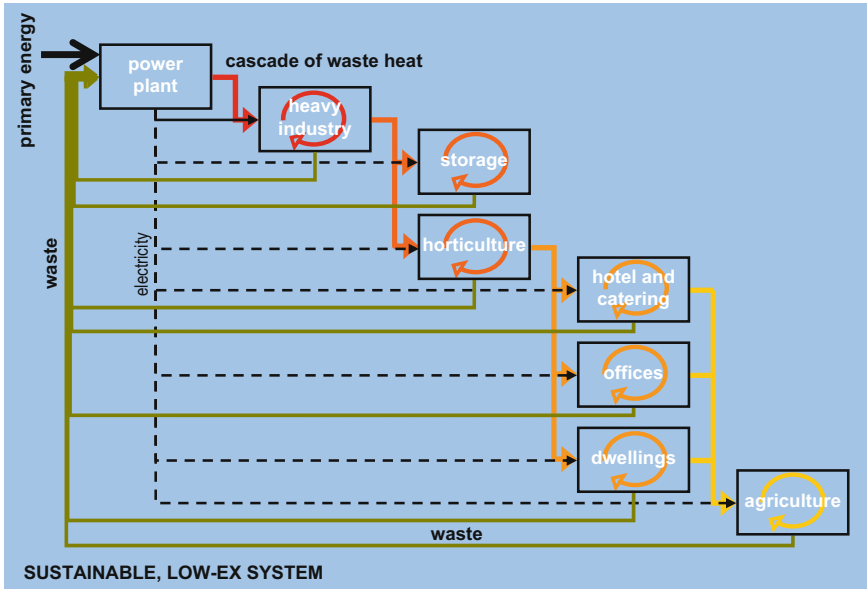 primary energy
power
plant
cascade of waste heat
heavy
industry
storage
waste
electricity
horticulture
hotel and
catering
offices
dwellings
agriculture
waste
SUSTAINABLE, LOW-EX SYSTEM